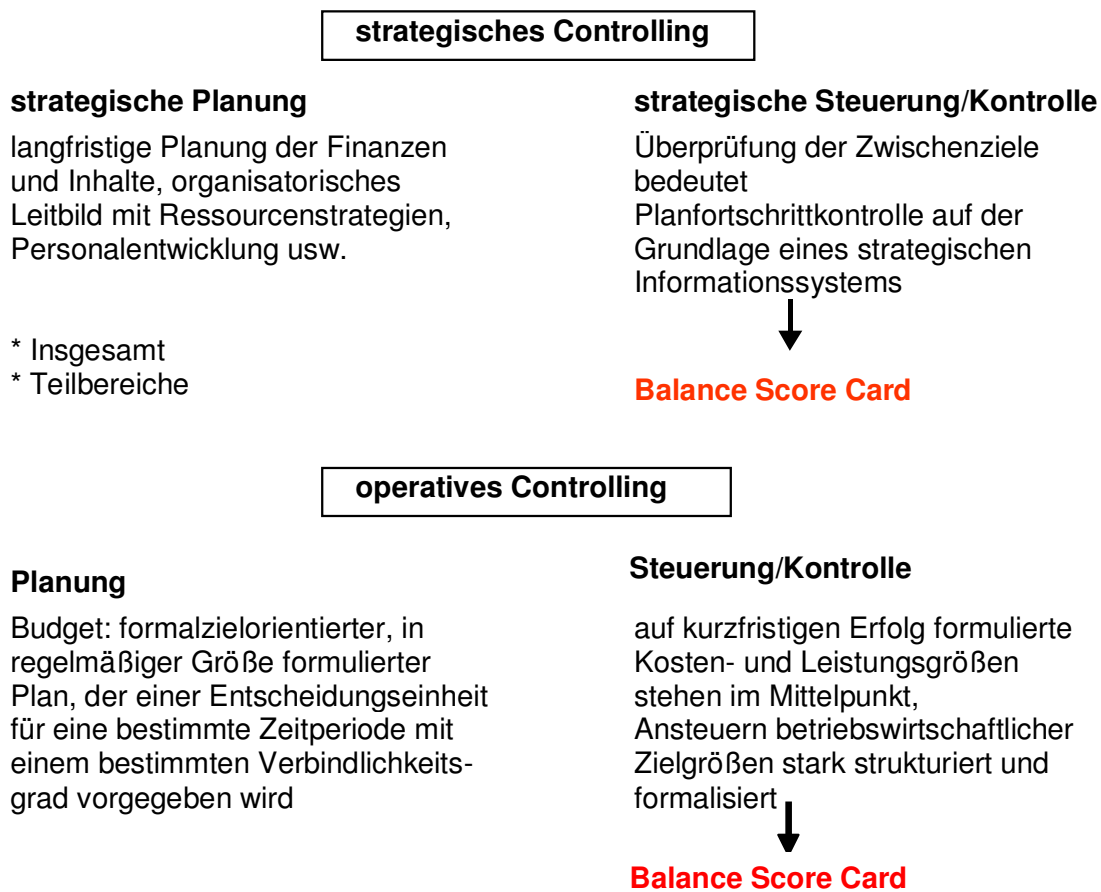 strategisches Controlling
strategische Planung
langfristige Planung der Finanzen
und Inhalte, organisatorisches
Leitbild mit Ressourcenstrategien,
Personalentwicklung usw.
* Insgesamt
* Teilbereiche
strategische Steuerung/Kontrolle
Überprüfung der Zwischenziele
bedeutet
Planfortschrittkontrolle auf der
Grundlage eines strategischen
Informationssystems
Balance Score Card
operatives Controlling
Planung
Budget: formalzielorientierter, in
regelmäßiger Größe formulierter
Plan, der einer Entscheidungseinheit
für eine bestimmte Zeitperiode mit
einem bestimmten Verbindlichkeits-
grad vorgegeben wird
Steuerung/Kontrolle
auf kurzfristigen Erfolg formulierte
Kosten- und Leistungsgrößen
stehen im Mittelpunkt,
Ansteuern betriebswirtschaftlicher
Zielgrößen stark strukturiert und
formalisiert
Balance Score Card